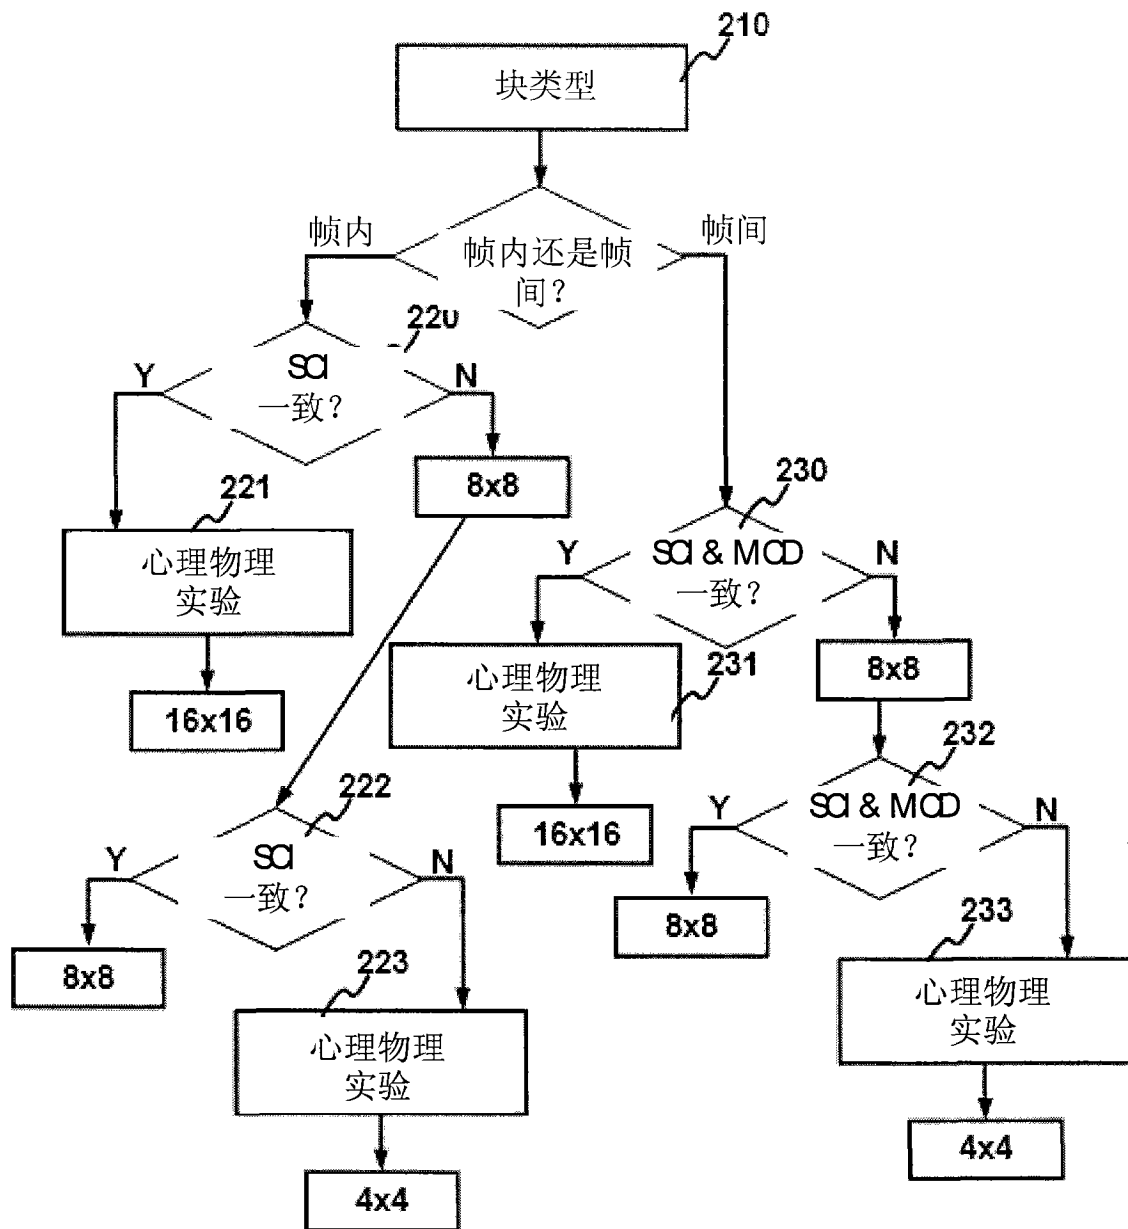 210
块类型
帧内
帧间
帧内还是帧
间?
220
Y
SCI
N
一致?
8x8
221
心理物理
实验
16x16
230
Y
SCI & MCD
N
一致?
231
心理物理
实验
16x16
8x8
232
Y
SCI & MCD
N
一致?
8x8
233
心理物理
实验
4x4
222
Y
SCI
N
一致?
8x8
223
心理物理
实验
4x4